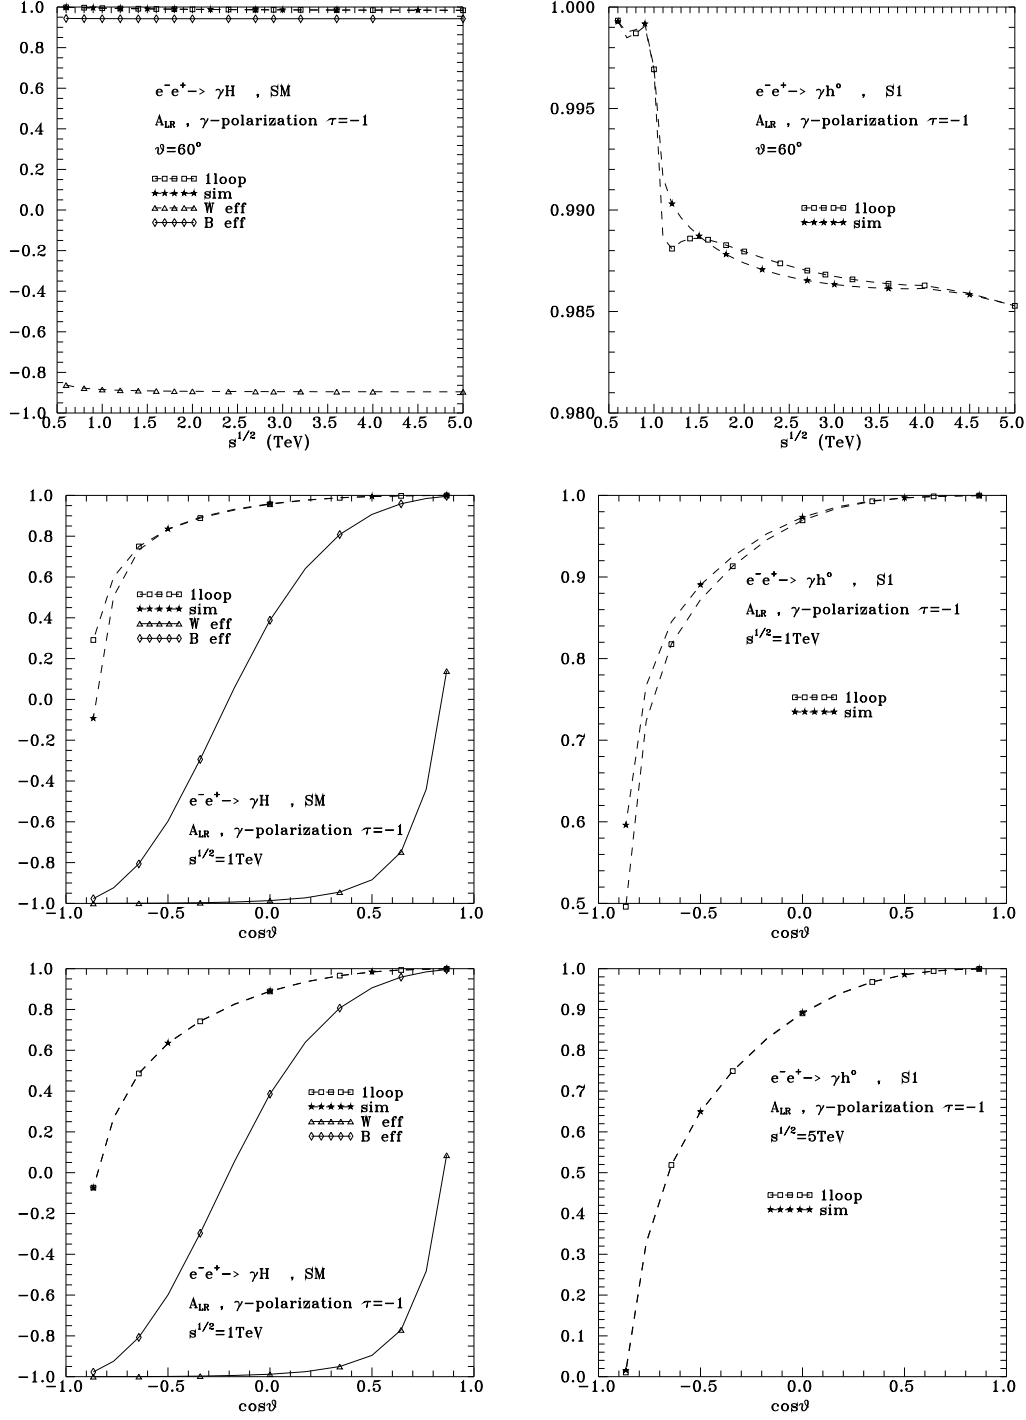 1.0
0.8
0.6
0.4
0.2
0.0
−0.2
−0.4
−0.6
−0.8
−1.0
e⁻e⁺−> γH , SM
A_LR , γ-polarization τ=−1
ϑ=60°
1loop
sim
W eff
B eff
0.5 1.0 1.5 2.0 2.5 3.0 3.5 4.0 4.5 5.0
s^1/2 (TeV)
1.000
0.995
0.990
0.985
0.980
e⁻e⁺−> γh° , S1
A_LR , γ-polarization τ=−1
ϑ=60°
1loop
sim
0.5 1.0 1.5 2.0 2.5 3.0 3.5 4.0 4.5 5.0
s^1/2 (TeV)
1.0
0.8
0.6
0.4
0.2
0.0
−0.2
−0.4
−0.6
−0.8
−1.0
1loop
sim
W eff
B eff
e⁻e⁺−> γH , SM
A_LR , γ-polarization τ=−1
s^1/2=1TeV
−1.0 −0.5 0.0 0.5 1.0
cosϑ
1.0
0.9
0.8
0.7
0.6
0.5
e⁻e⁺−> γh° , S1
A_LR , γ-polarization τ=−1
s^1/2=1TeV
1loop
sim
−1.0 −0.5 0.0 0.5 1.0
cosϑ
1.0
0.8
0.6
0.4
0.2
0.0
−0.2
−0.4
−0.6
−0.8
−1.0
1loop
sim
W eff
B eff
e⁻e⁺−> γH , SM
A_LR , γ-polarization τ=−1
s^1/2=1TeV
−1.0 −0.5 0.0 0.5 1.0
cosϑ
1.0
0.9
0.8
0.7
0.6
0.5
0.4
0.3
0.2
0.1
0.0
e⁻e⁺−> γh° , S1
A_LR , γ-polarization τ=−1
s^1/2=5TeV
1loop
sim
−1.0 −0.5 0.0 0.5 1.0
cosϑ